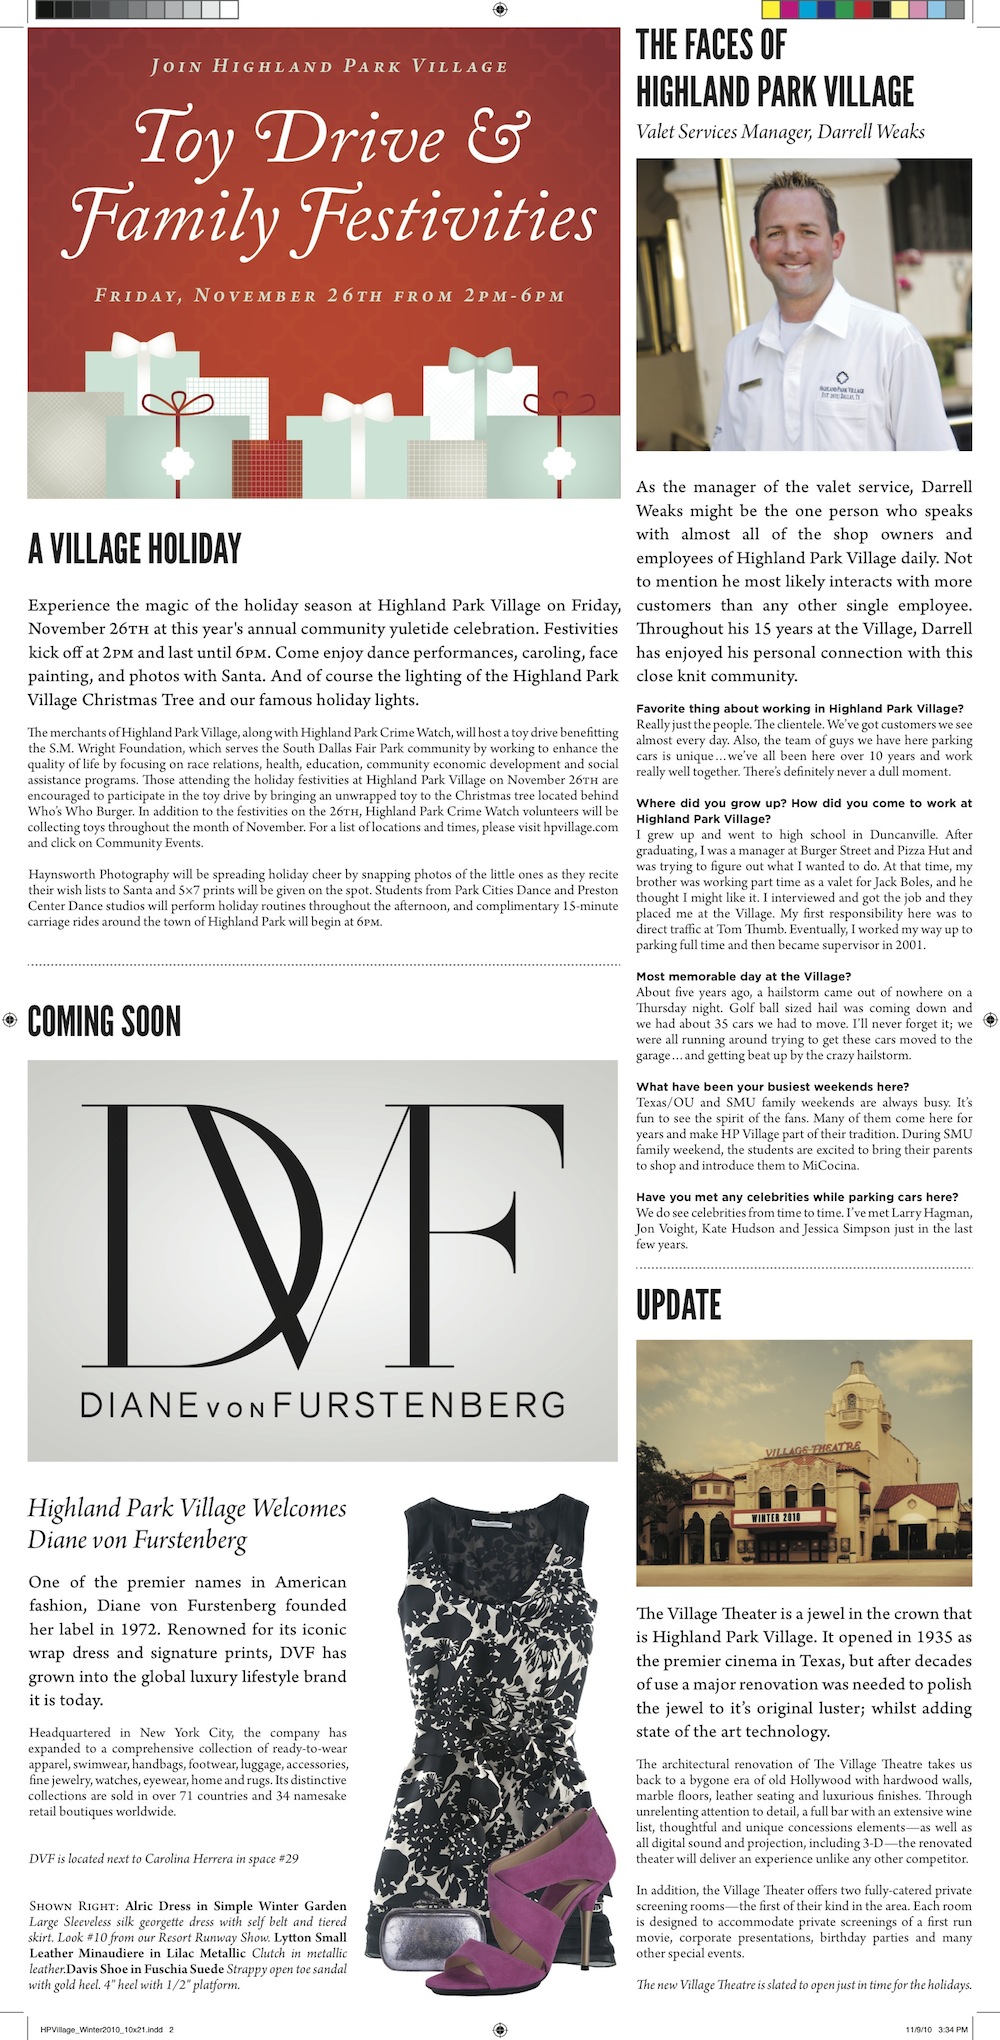 JOIN HIGHLAND PARK VILLAGE
Toy Drive &
Family Festivities
FRIDAY, NOVEMBER 26TH FROM 2PM-6PM
A VILLAGE HOLIDAY
Experience the magic of the holiday season at Highland Park Village on Friday,
November 26TH at this year's annual community yuletide celebration. Festivities
kick off at 2PM and last until 6PM. Come enjoy dance performances, caroling, face
painting, and photos with Santa. And of course the lighting of the Highland Park
Village Christmas Tree and our famous holiday lights.
The merchants of Highland Park Village, along with Highland Park Crime Watch, will host a toy drive benefitting
the S.M. Wright Foundation, which serves the South Dallas Fair Park community by working to enhance the
quality of life by focusing on race relations, health, education, community economic development and social
assistance programs. Those attending the holiday festivities at Highland Park Village on November 26TH are
encouraged to participate in the toy drive by bringing an unwrapped toy to the Christmas tree located behind
Who's Who Burger. In addition to the festivities on the 26TH, Highland Park Crime Watch volunteers will be
collecting toys throughout the month of November. For a list of locations and times, please visit hpvillage.com
and click on Community Events.
Haynsworth Photography will be spreading holiday cheer by snapping photos of the little ones as they recite
their wish lists to Santa and 5×7 prints will be given on the spot. Students from Park Cities Dance and Preston
Center Dance studios will perform holiday routines throughout the afternoon, and complimentary 15-minute
carriage rides around the town of Highland Park will begin at 6PM.
COMING SOON
DVF
DIANE VON FURSTENBERG
Highland Park Village Welcomes
Diane von Furstenberg
One of the premier names in American
fashion, Diane von Furstenberg founded
her label in 1972. Renowned for its iconic
wrap dress and signature prints, DVF has
grown into the global luxury lifestyle brand
it is today.
Headquartered in New York City, the company has
expanded to a comprehensive collection of ready-to-wear
apparel, swimwear, handbags, footwear, luggage, accessories,
fine jewelry, watches, eyewear, home and rugs. Its distinctive
collections are sold in over 71 countries and 34 namesake
retail boutiques worldwide.
DVF is located next to Carolina Herrera in space #29
SHOWN RIGHT: Alric Dress in Simple Winter Garden
Large Sleeveless silk georgette dress with self belt and tiered
skirt. Look #10 from our Resort Runway Show. Lytton Small
Leather Minaudiere in Lilac Metallic Clutch in metallic
leather.Davis Shoe in Fuschia Suede Strappy open toe sandal
with gold heel. 4" heel with 1/2" platform.
THE FACES OF
HIGHLAND PARK VILLAGE
Valet Services Manager, Darrell Weaks
HIGHLAND PARK VILLAGE
EST 1931 DALLAS, TX
As the manager of the valet service, Darrell
Weaks might be the one person who speaks
with almost all of the shop owners and
employees of Highland Park Village daily. Not
to mention he most likely interacts with more
customers than any other single employee.
Throughout his 15 years at the Village, Darrell
has enjoyed his personal connection with this
close knit community.
Favorite thing about working in Highland Park Village?
Really just the people. The clientele. We've got customers we see
almost every day. Also, the team of guys we have here parking
cars is unique...we've all been here over 10 years and work
really well together. There's definitely never a dull moment.
Where did you grow up? How did you come to work at
Highland Park Village?
I grew up and went to high school in Duncanville. After
graduating, I was a manager at Burger Street and Pizza Hut and
was trying to figure out what I wanted to do. At that time, my
brother was working part time as a valet for Jack Boles, and he
thought I might like it. I interviewed and got the job and they
placed me at the Village. My first responsibility here was to
direct traffic at Tom Thumb. Eventually, I worked my way up to
parking full time and then became supervisor in 2001.
Most memorable day at the Village?
About five years ago, a hailstorm came out of nowhere on a
Thursday night. Golf ball sized hail was coming down and
we had about 35 cars we had to move. I'll never forget it; we
were all running around trying to get these cars moved to the
garage...and getting beat up by the crazy hailstorm.
What have been your busiest weekends here?
Texas/OU and SMU family weekends are always busy. It's
fun to see the spirit of the fans. Many of them come here for
years and make HP Village part of their tradition. During SMU
family weekend, the students are excited to bring their parents
to shop and introduce them to MiCocina.
Have you met any celebrities while parking cars here?
We do see celebrities from time to time. I've met Larry Hagman,
Jon Voight, Kate Hudson and Jessica Simpson just in the last
few years.
UPDATE
VILLAGE THEATRE
WINTER 2010
The Village Theater is a jewel in the crown that
is Highland Park Village. It opened in 1935 as
the premier cinema in Texas, but after decades
of use a major renovation was needed to polish
the jewel to it's original luster; whilst adding
state of the art technology.
The architectural renovation of The Village Theatre takes us
back to a bygone era of old Hollywood with hardwood walls,
marble floors, leather seating and luxurious finishes. Through
unrelenting attention to detail, a full bar with an extensive wine
list, thoughtful and unique concessions elements—as well as
all digital sound and projection, including 3-D—the renovated
theater will deliver an experience unlike any other competitor.
In addition, the Village Theater offers two fully-catered private
screening rooms—the first of their kind in the area. Each room
is designed to accommodate private screenings of a first run
movie, corporate presentations, birthday parties and many
other special events.
The new Village Theatre is slated to open just in time for the holidays.
HPVillage_Winter2010_10x21.indd 2
11/9/10 3:34 PM